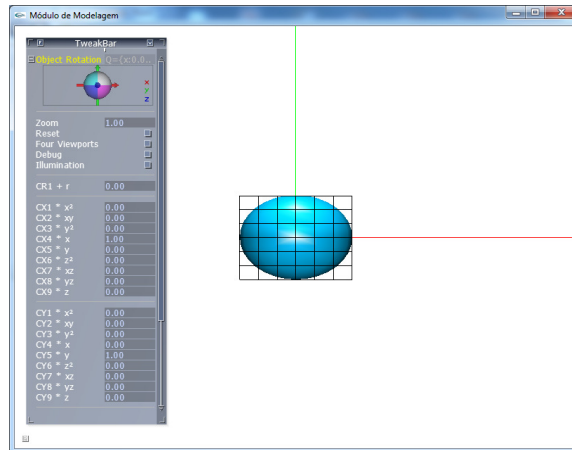 Módulo de Modelagem
TweakBar
Object Rotation Q={x:0.0...
x
y
z
Zoom 1.00
Reset
Four Viewports
Debug
Illumination
CR1 + r 0.00
CX1 * x² 0.00
CX2 * xy 0.00
CX3 * y² 0.00
CX4 * x 1.00
CX5 * y 0.00
CX6 * z² 0.00
CX7 * xz 0.00
CX8 * yz 0.00
CX9 * z 0.00
CY1 * x² 0.00
CY2 * xy 0.00
CY3 * y² 0.00
CY4 * x 0.00
CY5 * y 1.00
CY6 * z² 0.00
CY7 * xz 0.00
CY8 * yz 0.00
CY9 * z 0.00